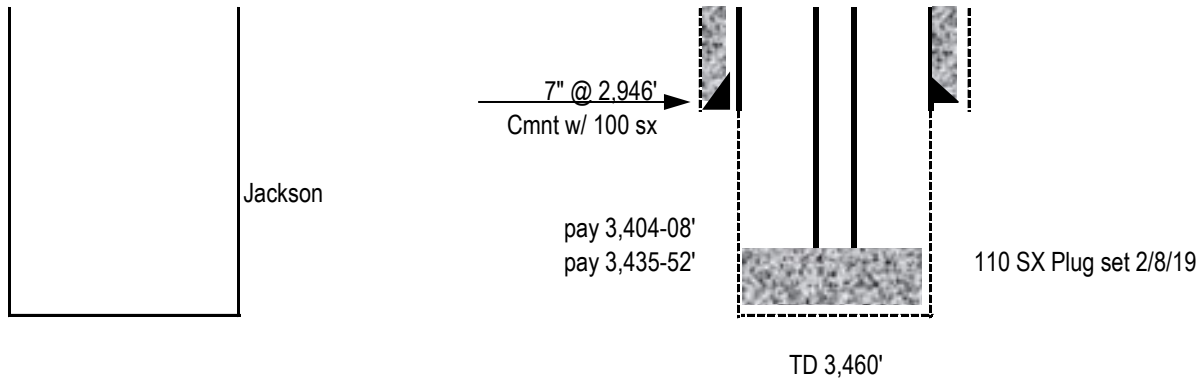 7" @ 2,946'
Cmnt w/ 100 sx
Jackson
pay 3,404-08'
pay 3,435-52'
110 SX Plug set 2/8/19
TD 3,460'